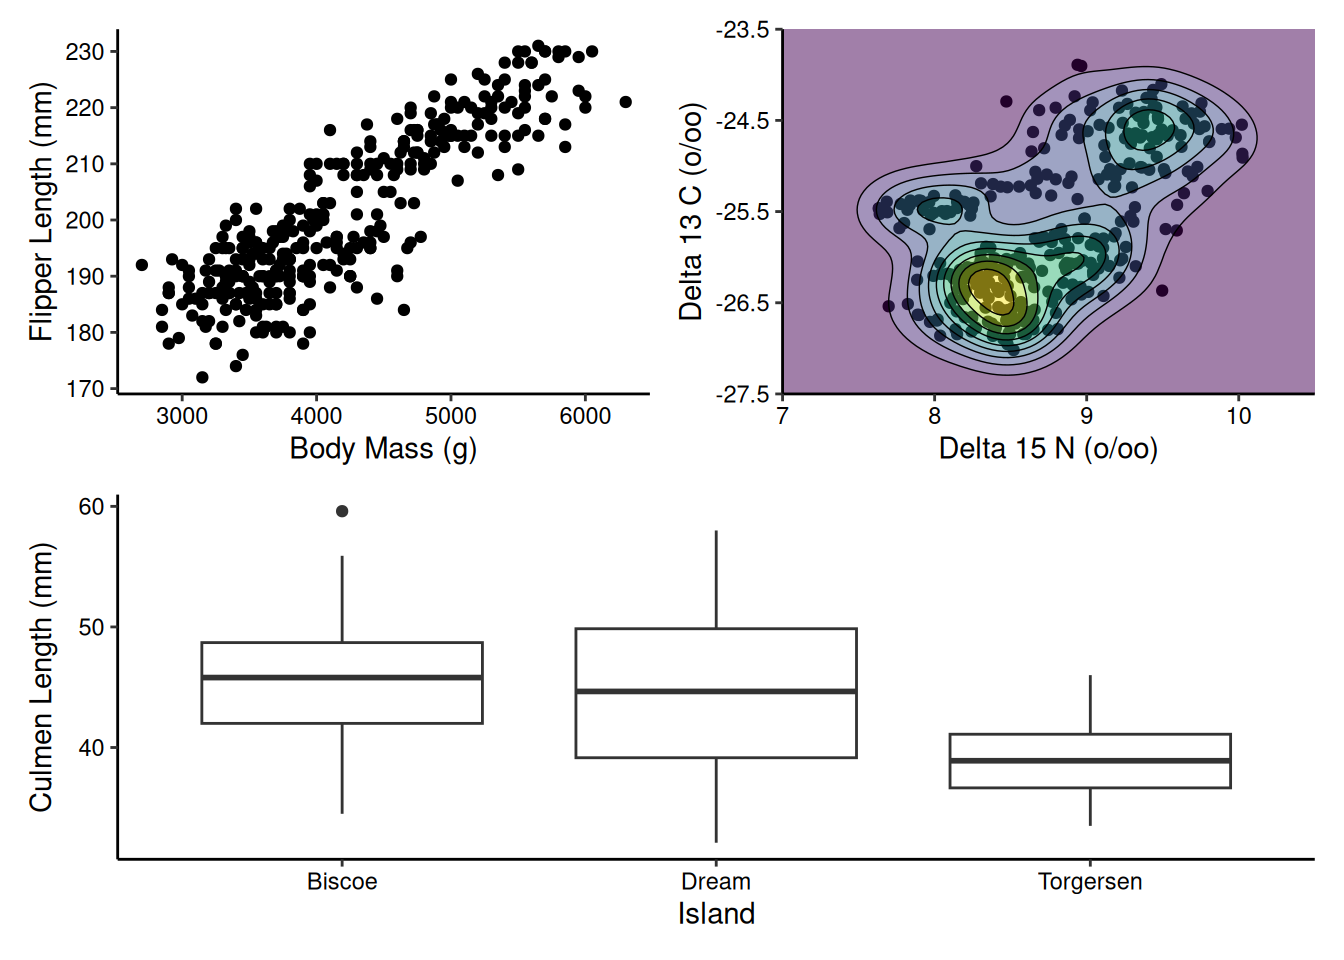 230
220
210
200
190
180
170
Flipper Length (mm)
3000 4000 5000 6000
Body Mass (g)
-23.5
-24.5
-25.5
-26.5
-27.5
Delta 13 C (o/oo)
7 8 9 10
Delta 15 N (o/oo)
60
50
40
Culmen Length (mm)
Biscoe Dream Torgersen
Island